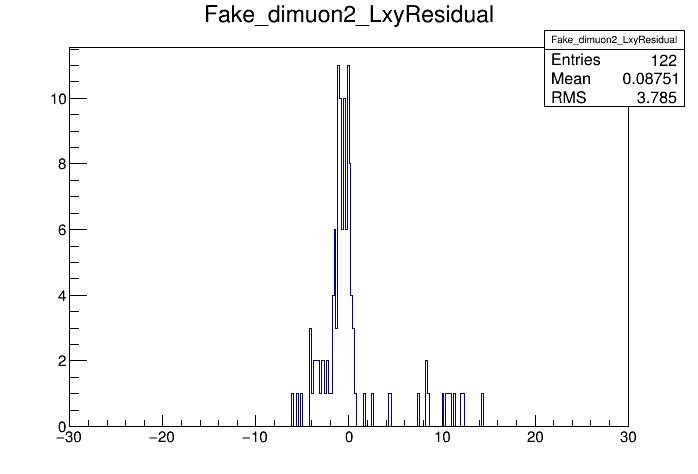 Fake_dimuon2_LxyResidual
Fake_dimuon2_LxyResidual
Entries 122
Mean 0.08751
RMS 3.785
10
8
6
4
2
0
−30 −20 −10 0 10 20 30